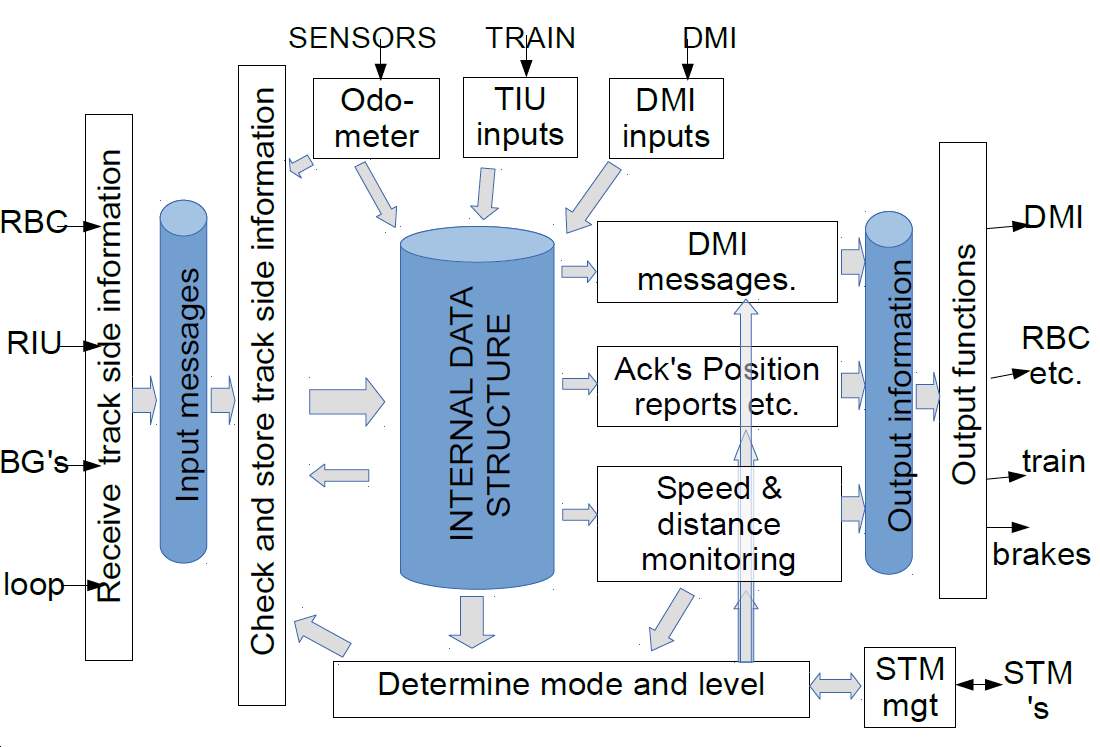 SENSORS
TRAIN
DMI
Odo-
meter
TIU
inputs
DMI
inputs
RBC
RIU
BG's
loop
Receive track side information
Input messages
Check and store track side information
INTERNAL DATA
STRUCTURE
DMI
messages.
Ack's Position
reports etc.
Speed &
distance
monitoring
Determine mode and level
STM
mgt
STM
's
Output information
Output functions
DMI
RBC
etc.
train
brakes